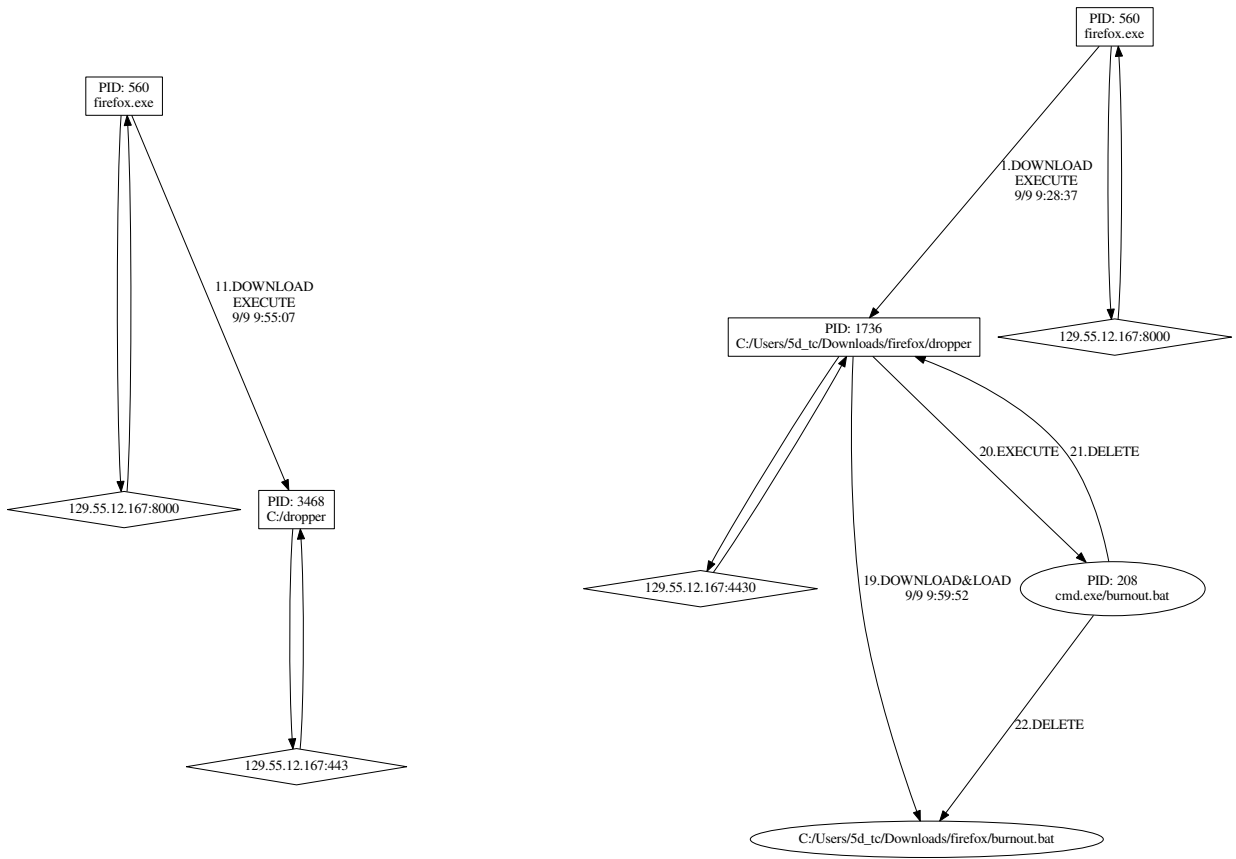 PID: 560
firefox.exe
11.DOWNLOAD
EXECUTE
9/9 9:55:07
129.55.12.167:8000
PID: 3468
C:/dropper
129.55.12.167:443
PID: 560
firefox.exe
1.DOWNLOAD
EXECUTE
9/9 9:28:37
PID: 1736
C:/Users/5d_tc/Downloads/firefox/dropper
129.55.12.167:8000
20.EXECUTE
21.DELETE
129.55.12.167:4430
19.DOWNLOAD&LOAD
9/9 9:59:52
PID: 208
cmd.exe/burnout.bat
22.DELETE
C:/Users/5d_tc/Downloads/firefox/burnout.bat